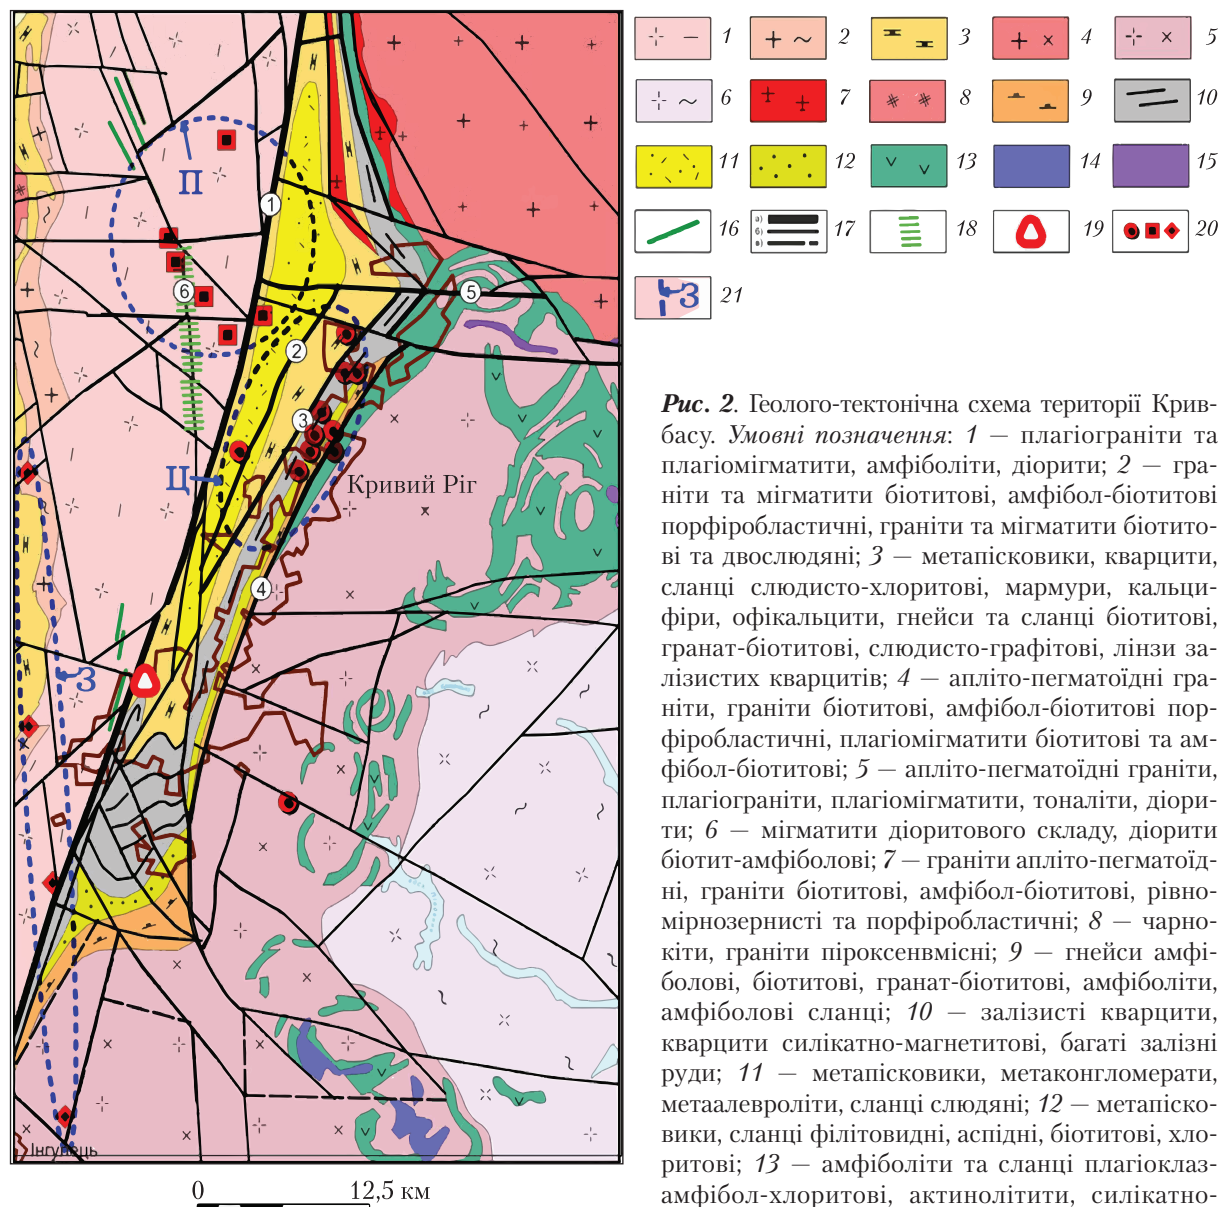 П
1
6
5
2
3
Ц
Кривий Ріг
4
З
Інгулець
0 12,5 км
1 2 3 4 5
6 7 8 9 10
11 12 13 14 15
16 а) б) в) 17 18 19 20
З 21
Рис. 2. Геолого-тектонічна схема території Крив-
басу. Умовні позначення: 1 — плагіограніти та
плагіомігматити, амфіболіти, діорити; 2 — гра-
ніти та мігматити біотитові, амфібол-біотитові
порфіробластичні, граніти та мігматити біотито-
ві та двослюдяні; 3 — метапісковики, кварцити,
сланці слюдисто-хлоритові, мармури, кальци-
фіри, офікальцити, гнейси та сланці біотитові,
гранат-біотитові, слюдисто-графітові, лінзи за-
лізистих кварцитів; 4 — апліто-пегматоїдні гра-
ніти, граніти біотитові, амфібол-біотитові пор-
фіробластичні, плагіомігматити біотитові та ам-
фібол-біотитові; 5 — апліто-пегматоїдні граніти,
плагіограніти, плагіомігматити, тоналіти, діори-
ти; 6 — мігматити діоритового складу, діорити
біотит-амфіболові; 7 — граніти апліто-пегматоїд-
ні, граніти біотитові, амфібол-біотитові, рівно-
мірнозернисті та порфіробластичні; 8 — чарно-
кіти, граніти піроксенвмісні; 9 — гнейси амфі-
болові, біотитові, гранат-біотитові, амфіболіти,
амфіболові сланці; 10 — залізисті кварцити,
кварцити силікатно-магнетитові, багаті залізні
руди; 11 — метапісковики, метаконгломерати,
метаалевроліти, сланці слюдяні; 12 — метапіско-
вики, сланці філітовидні, аспідні, біотитові, хло-
ритові; 13 — амфіболіти та сланці плагіоклаз-
амфібол-хлоритові, актинолітити, силікатно-